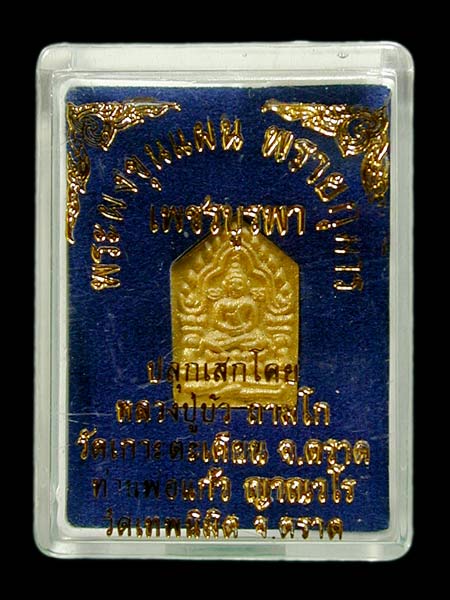 พระผงขุนแผน พรายกุมาร
เพชรบูรพา
ปลุกเสกโดย
หลวงปู่บัว ถามโก
วัดเกาะตะเคียน จ.ตราด
ท่านพ่อแก้ว ญาณวโร
วัดเทพนิมิต จ.ตราด